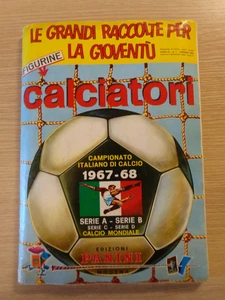 LE GRANDI RACCOLTE PER
LA GIOVENTÙ
FIGURINE
calciatori
CAMPIONATO
ITALIANO DI CALCIO
1967-68
SERIE A - SERIE B
SERIE C - SERIE D
CALCIO MONDIALE
EDIZIONI
PANINI